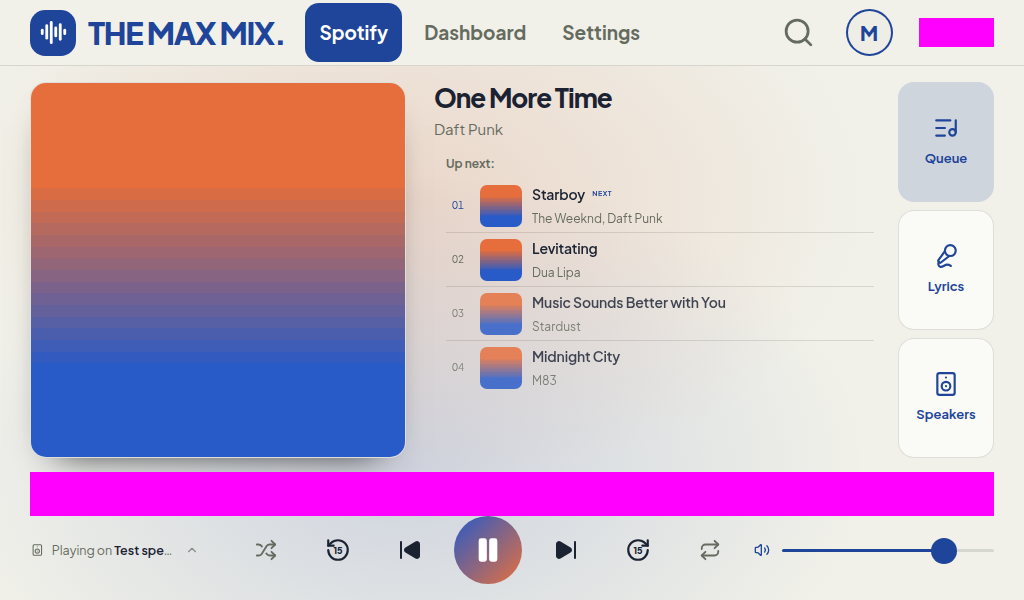 THE MAX MIX.
Spotify
Dashboard
Settings
M
One More Time
Daft Punk
Up next:
01
Starboy NEXT
The Weeknd, Daft Punk
02
Levitating
Dua Lipa
03
Music Sounds Better with You
Stardust
04
Midnight City
M83
Queue
Lyrics
Speakers
Playing on Test spe...
15
15